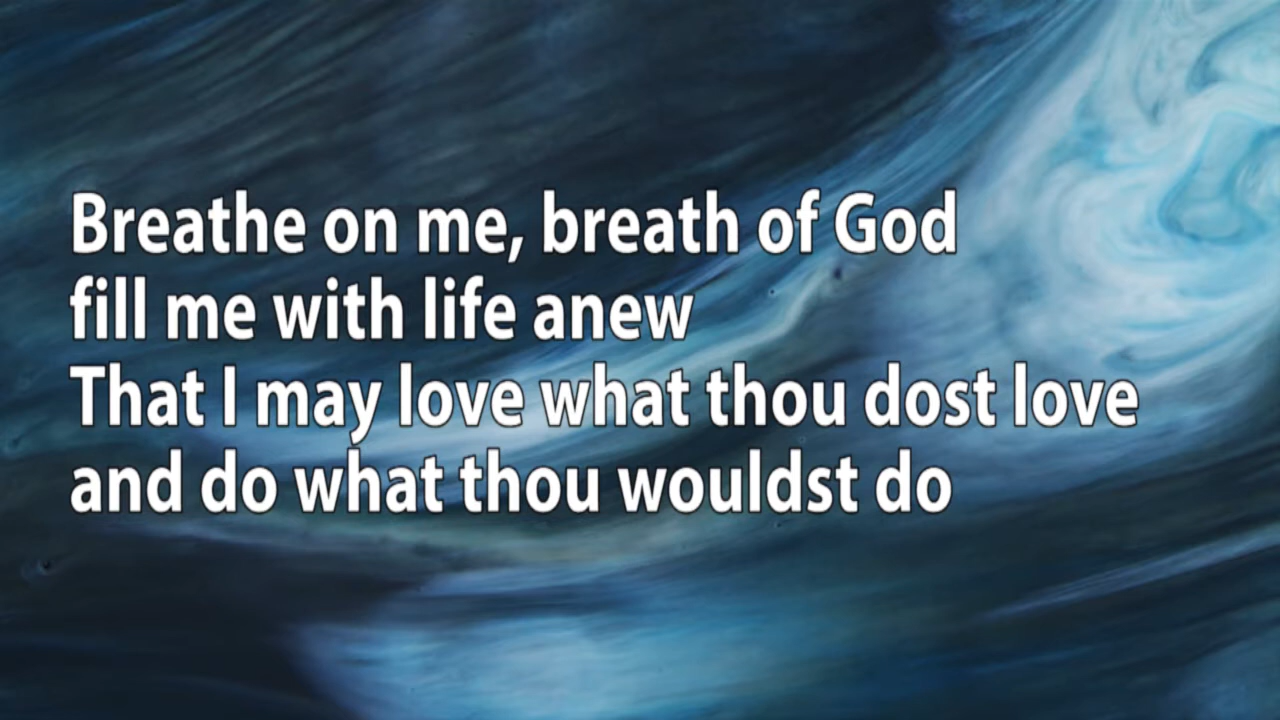 Breathe on me, breath of God
fill me with life anew
That I may love what thou dost love
and do what thou wouldst do